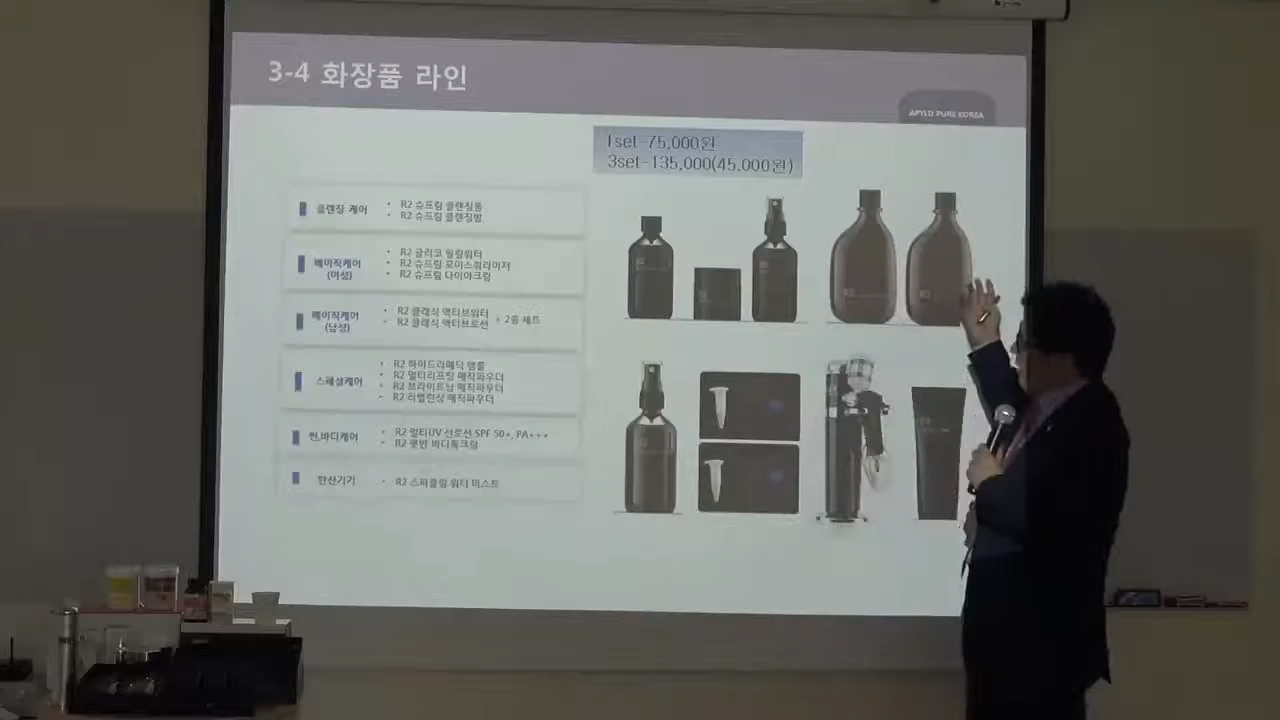 3-4 화장품 라인
APYLD PURE KOREA
1set-75,000원
3set-135,000(45.000원)
클렌징 케어
• R2 슈프림 클렌징폼
• R2 슈프림 클렌징밤
베이직케어
(여성)
• R2 글리코 필링워터
• R2 슈프림 모이스춰라이저
• R2 슈프림 다이아크림
베이직케어
(남성)
• R2 클래식 액티브워터
• R2 클래식 액티브로션
+ 2종 세트
스페셜케어
• R2 하이드라메딕 앰플
• R2 멀티리프팅 매직파우더
• R2 브라이트닝 매직파우더
• R2 리밸런싱 매직파우더
썬,바디케어
• R2 멀티UV 선로션 SPF 50+, PA+++
• R2 핏번 바디톡크림
탄산기기
• R2 스파클링 워터 미스트
R2
R2